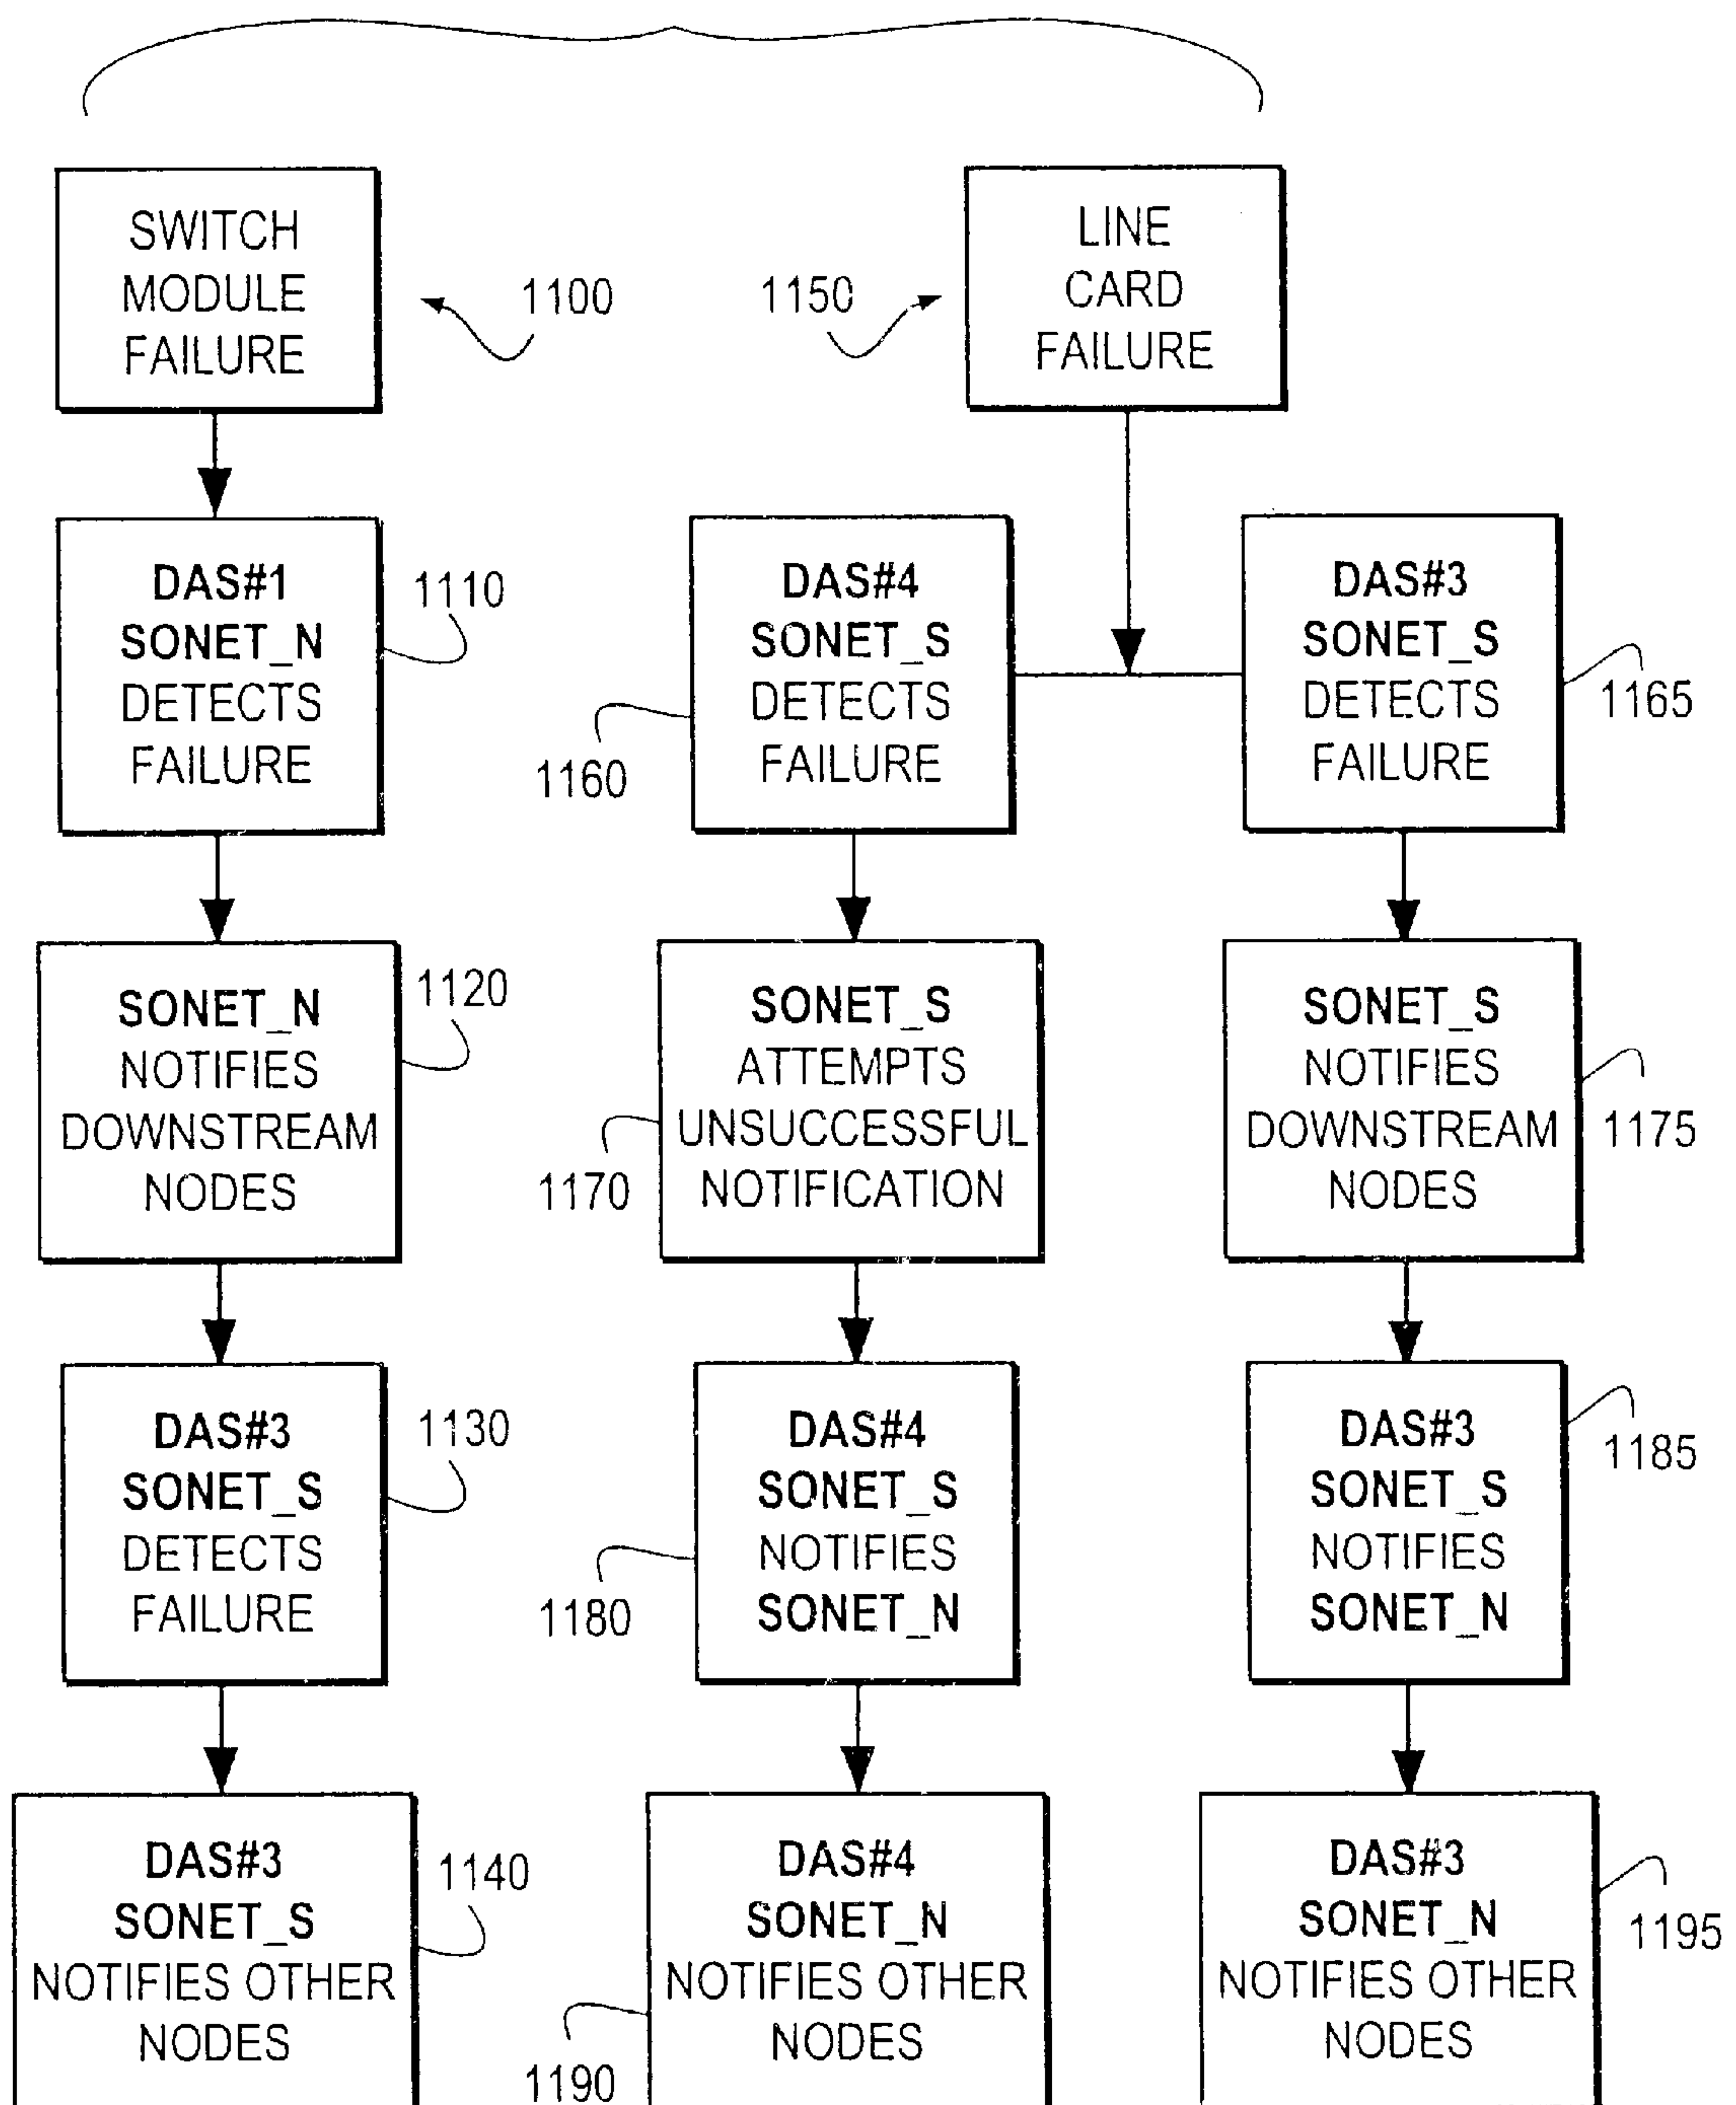 SWITCH
MODULE
FAILURE
1100
1150
LINE
CARD
FAILURE
DAS#1
SONET_N
DETECTS
FAILURE
1110
DAS#4
SONET_S
DETECTS
FAILURE
1160
DAS#3
SONET_S
DETECTS
FAILURE
1165
SONET_N
NOTIFIES
DOWNSTREAM
NODES
1120
SONET_S
ATTEMPTS
UNSUCCESSFUL
NOTIFICATION
1170
SONET_S
NOTIFIES
DOWNSTREAM
NODES
1175
DAS#3
SONET_S
DETECTS
FAILURE
1130
DAS#4
SONET_S
NOTIFIES
SONET_N
1180
DAS#3
SONET_S
NOTIFIES
SONET_N
1185
DAS#3
SONET_S
NOTIFIES OTHER
NODES
1140
DAS#4
SONET_N
NOTIFIES OTHER
NODES
1190
DAS#3
SONET_N
NOTIFIES OTHER
NODES
1195